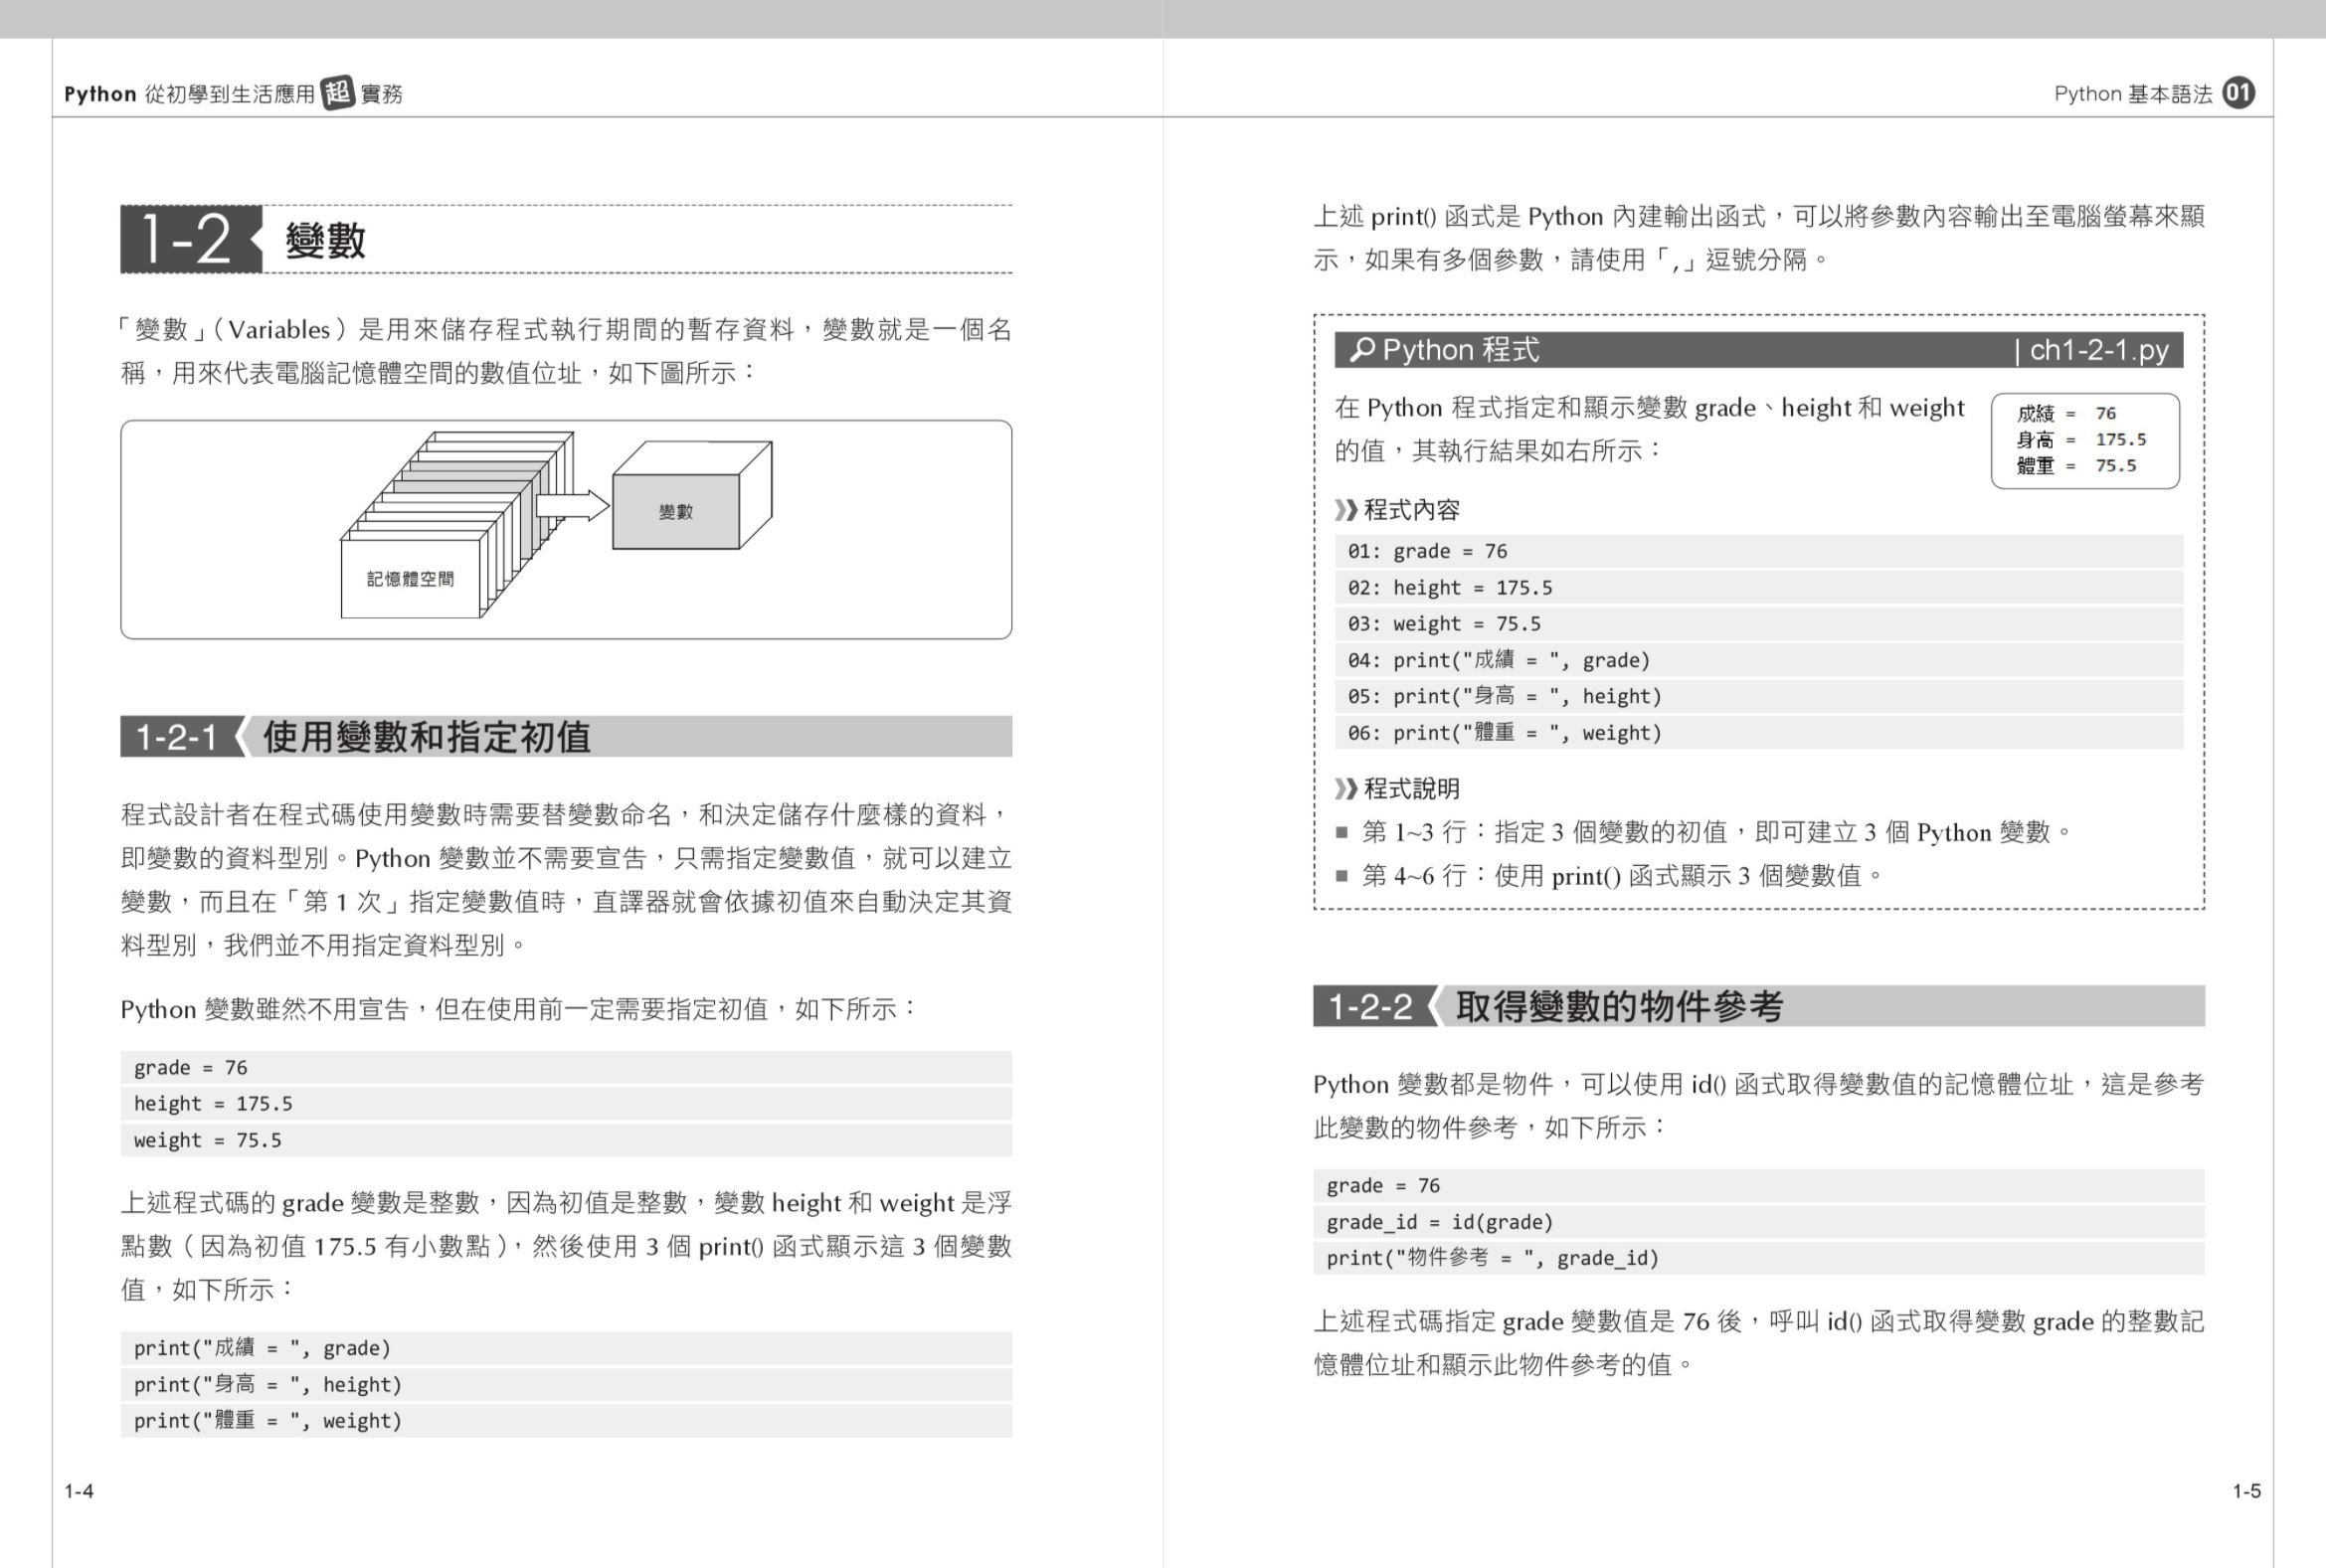 Python 從初學到生活應用超實務
1-2 變數
「變數」（Variables）是用來儲存程式執行期間的暫存資料，變數就是一個名
稱，用來代表電腦記憶體空間的數值位址，如下圖所示：
變數
記憶體空間
1-2-1 使用變數和指定初值
程式設計者在程式碼使用變數時需要替變數命名，和決定儲存什麼樣的資料，
即變數的資料型別。Python 變數並不需要宣告，只需指定變數值，就可以建立
變數，而且在「第 1 次」指定變數值時，直譯器就會依據初值來自動決定其資
料型別，我們並不用指定資料型別。
Python 變數雖然不用宣告，但在使用前一定需要指定初值，如下所示：
grade = 76
height = 175.5
weight = 75.5
上述程式碼的 grade 變數是整數，因為初值是整數，變數 height 和 weight 是浮
點數（因為初值 175.5 有小數點），然後使用 3 個 print() 函式顯示這 3 個變數
值，如下所示：
print("成績 = ", grade)
print("身高 = ", height)
print("體重 = ", weight)
1-4
Python 基本語法 01
上述 print() 函式是 Python 內建輸出函式，可以將參數內容輸出至電腦螢幕來顯
示，如果有多個參數，請使用「,」逗號分隔。
Python 程式 | ch1-2-1.py
在 Python 程式指定和顯示變數 grade、height 和 weight
的值，其執行結果如右所示：
成績 = 76
身高 = 175.5
體重 = 75.5
程式內容
01: grade = 76
02: height = 175.5
03: weight = 75.5
04: print("成績 = ", grade)
05: print("身高 = ", height)
06: print("體重 = ", weight)
程式說明
■ 第 1~3 行：指定 3 個變數的初值，即可建立 3 個 Python 變數。
■ 第 4~6 行：使用 print() 函式顯示 3 個變數值。
1-2-2 取得變數的物件參考
Python 變數都是物件，可以使用 id() 函式取得變數值的記憶體位址，這是參考
此變數的物件參考，如下所示：
grade = 76
grade_id = id(grade)
print("物件參考 = ", grade_id)
上述程式碼指定 grade 變數值是 76 後，呼叫 id() 函式取得變數 grade 的整數記
憶體位址和顯示此物件參考的值。
1-5